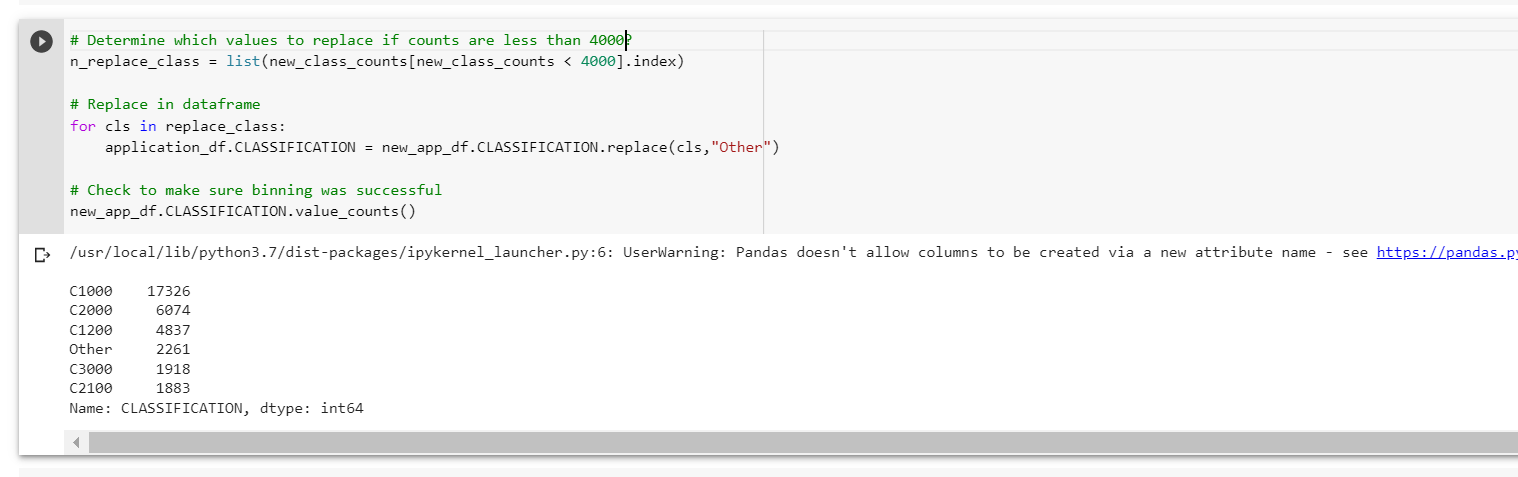 # Determine which values to replace if counts are less than 4000?
n_replace_class = list(new_class_counts[new_class_counts < 4000].index)
# Replace in dataframe
for cls in replace_class:
    application_df.CLASSIFICATION = new_app_df.CLASSIFICATION.replace(cls,"Other")
# Check to make sure binning was successful
new_app_df.CLASSIFICATION.value_counts()
/usr/local/lib/python3.7/dist-packages/ipykernel_launcher.py:6: UserWarning: Pandas doesn't allow columns to be created via a new attribute name - see https://pandas.py
C1000    17326
C2000     6074
C1200     4837
Other     2261
C3000     1918
C2100     1883
Name: CLASSIFICATION, dtype: int64